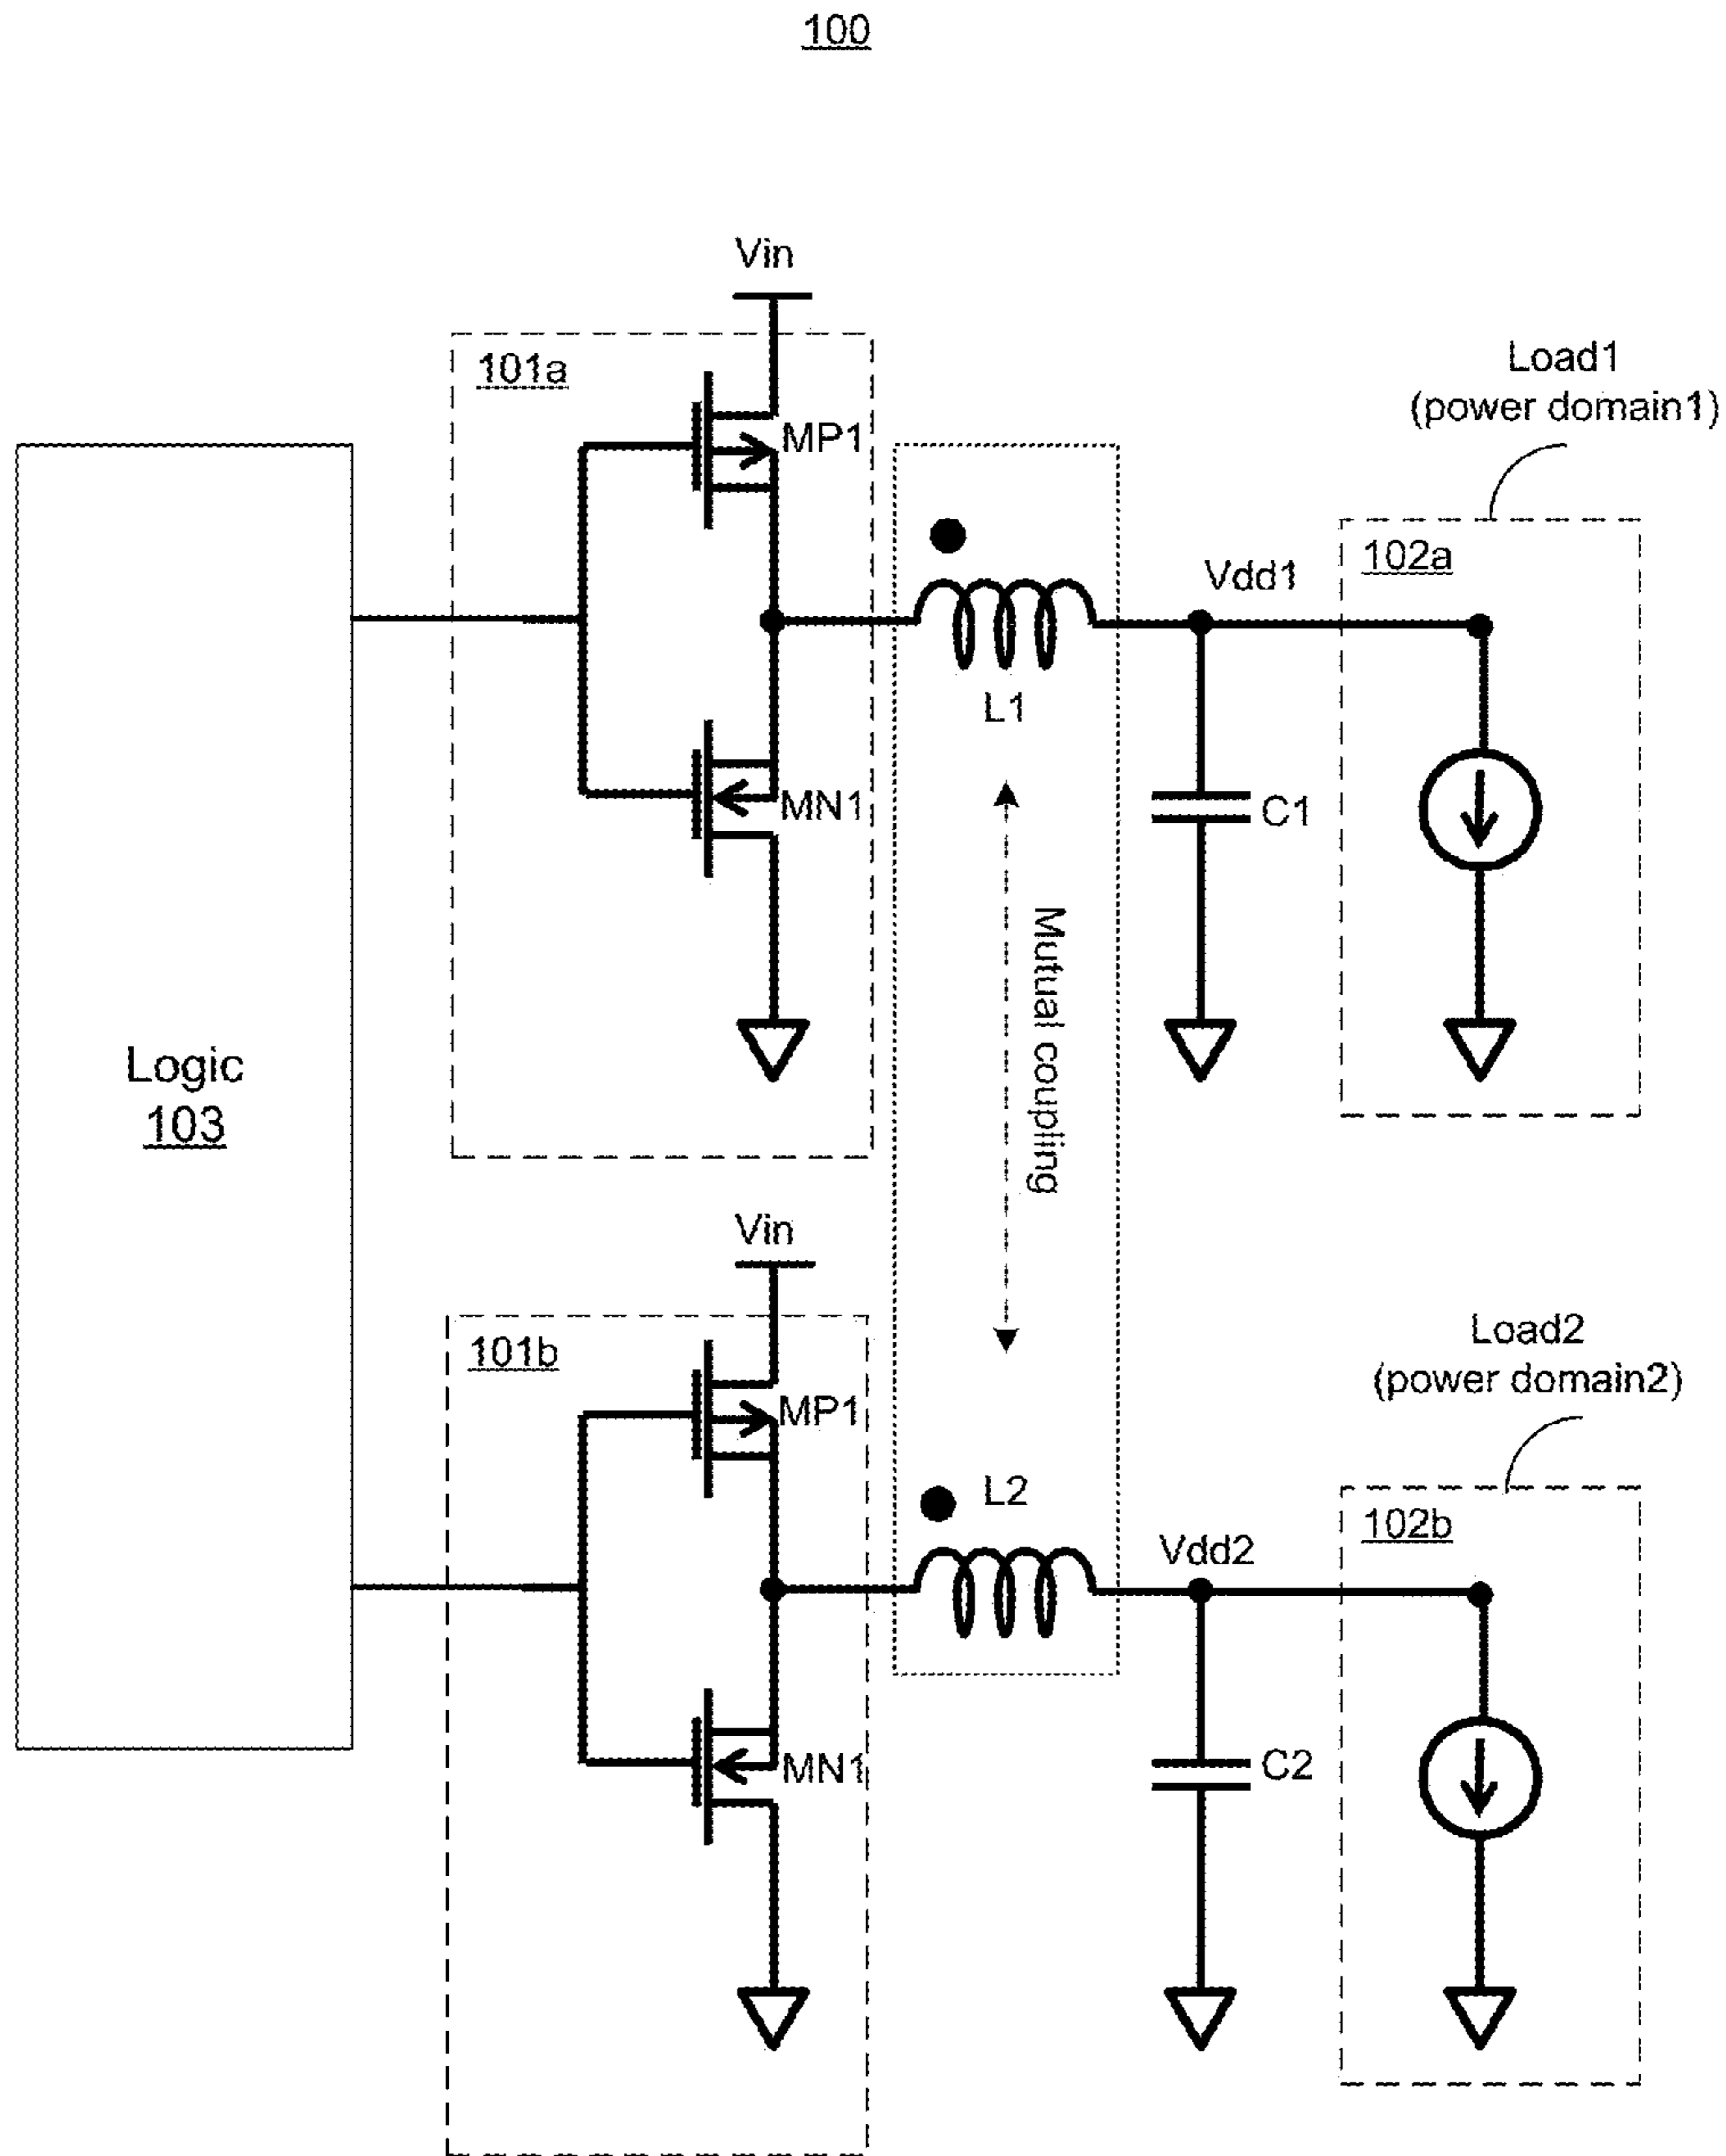 100
Vin
101a
MP1
MN1
Logic
103
L1
Mutual coupling
Vdd1
C1
Load1
(power domain1)
102a
Vin
101b
MP1
MN1
L2
Vdd2
C2
Load2
(power domain2)
102b